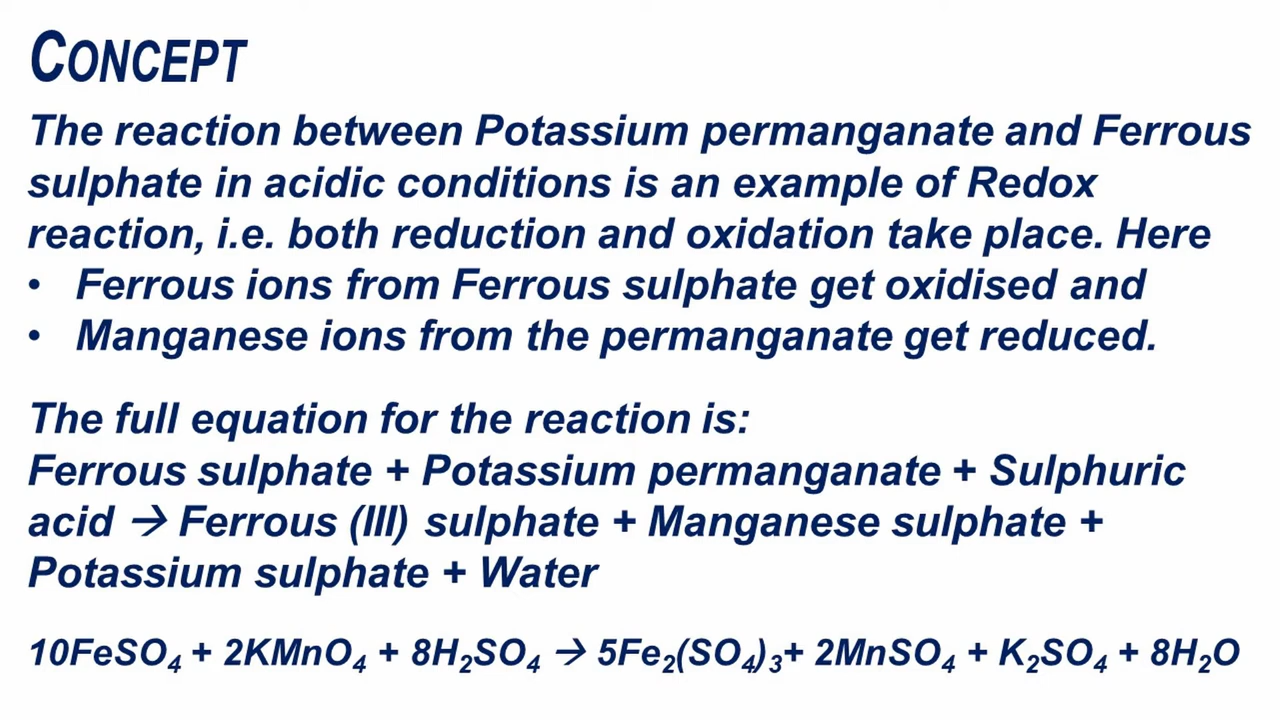 CONCEPT
The reaction between Potassium permanganate and Ferrous
sulphate in acidic conditions is an example of Redox
reaction, i.e. both reduction and oxidation take place. Here
• Ferrous ions from Ferrous sulphate get oxidised and
• Manganese ions from the permanganate get reduced.
The full equation for the reaction is:
Ferrous sulphate + Potassium permanganate + Sulphuric
acid → Ferrous (III) sulphate + Manganese sulphate +
Potassium sulphate + Water
10FeSO₄ + 2KMnO₄ + 8H₂SO₄ → 5Fe₂(SO₄)₃+ 2MnSO₄ + K₂SO₄ + 8H₂O